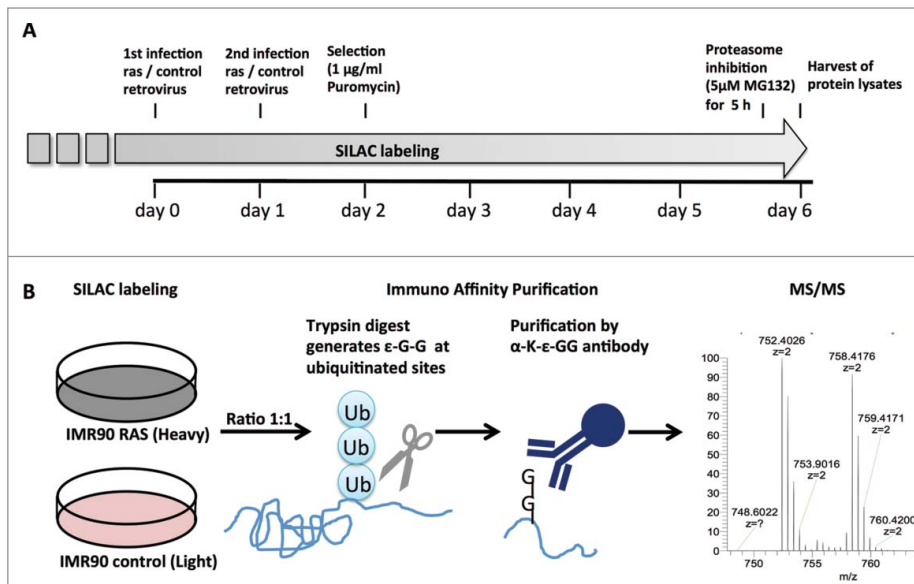 A
1st infection
ras / control
retrovirus
2nd infection
ras / control
retrovirus
Selection
(1 µg/ml
Puromycin)
Proteasome
inhibition
(5µM MG132)
for 5 h
Harvest of
protein lysates
SILAC labeling
day 0
day 1
day 2
day 3
day 4
day 5
day 6
B
SILAC labeling
Immuno Affinity Purification
MS/MS
IMR90 RAS (Heavy)
IMR90 control (Light)
Ratio 1:1
Trypsin digest
generates ε-G-G at
ubiquitinated sites
Ub
Ub
Ub
Purification by
α-K-ε-GG antibody
G
G
752.4026
z=2
758.4176
z=2
759.4171
z=2
753.9016
z=2
748.6022
z=?
760.4200
z=2
100
90
80
70
60
50
40
30
20
10
0
750
755
760
m/z